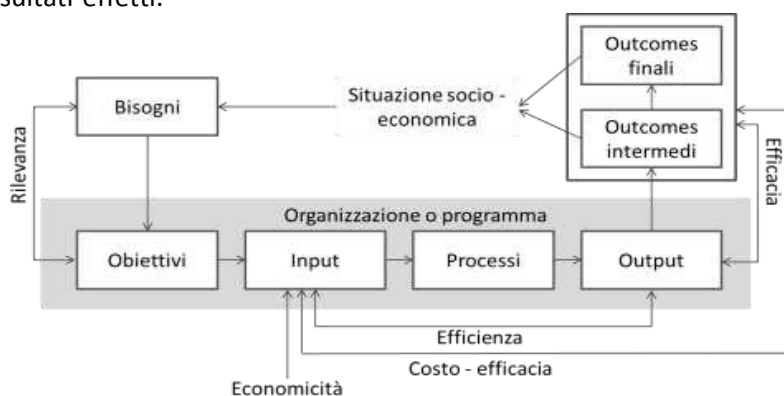 sultati effetti.
Outcomes
finali
Situazione socio -
economica
Bisogni
Outcomes
intermedi
Rilevanza
Efficacia
Organizzazione o programma
Obiettivi
Input
Processi
Output
Efficienza
Costo - efficacia
Economicità